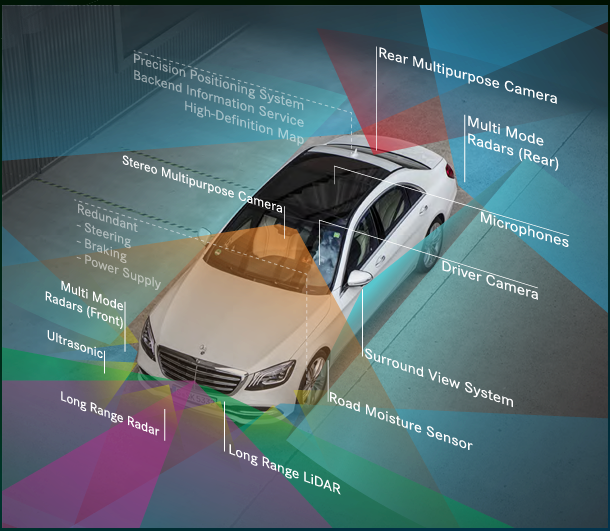 Precision Positioning System
Backend Information Service
High-Definition Map
Rear Multipurpose Camera
Multi Mode
Radars (Rear)
Stereo Multipurpose Camera
Microphones
Redundant
- Steering
- Braking
- Power Supply
Driver Camera
Multi Mode
Radars (Front)
Ultrasonic
Surround View System
Long Range Radar
Road Moisture Sensor
Long Range LiDAR